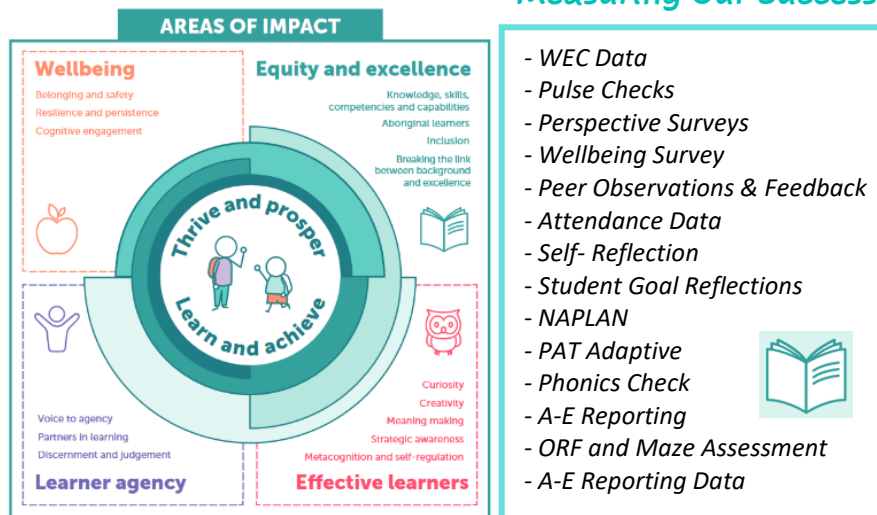 Measuring Our Success
AREAS OF IMPACT
Wellbeing
Belonging and safety
Resilience and persistence
Cognitive engagement
Equity and excellence
Knowledge, skills,
competencies and capabilities
Aboriginal learners
Inclusion
Breaking the link
between background
and excellence
Thrive and prosper
Learn and achieve
Voice to agency
Partners in learning
Discernment and judgement
Learner agency
Curiosity
Creativity
Meaning making
Strategic awareness
Metacognition and self-regulation
Effective learners
- WEC Data
- Pulse Checks
- Perspective Surveys
- Wellbeing Survey
- Peer Observations & Feedback
- Attendance Data
- Self- Reflection
- Student Goal Reflections
- NAPLAN
- PAT Adaptive
- Phonics Check
- A-E Reporting
- ORF and Maze Assessment
- A-E Reporting Data